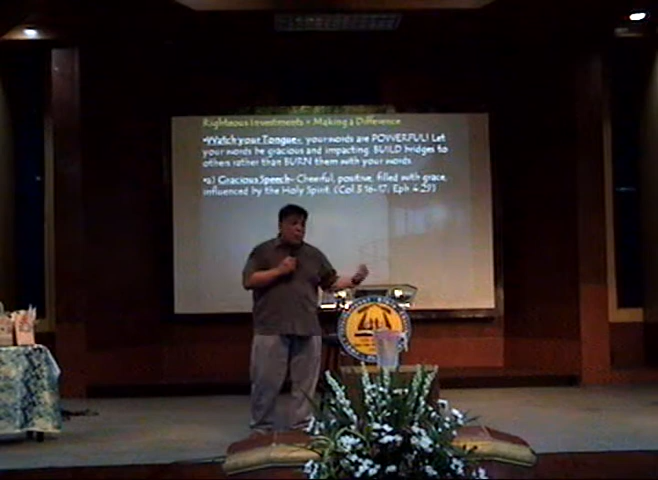 Righteous Investments - Making a Difference
•Watch your Tongue-, your words are POWERFUL! Let
your words be gracious and impacting. BUILD bridges to
others rather than BURN them with your words.
•a) Gracious Speech- Cheerful, positive, filled with grace,
influenced by the Holy Spirit. (Col 3:16-17; Eph 4:29)